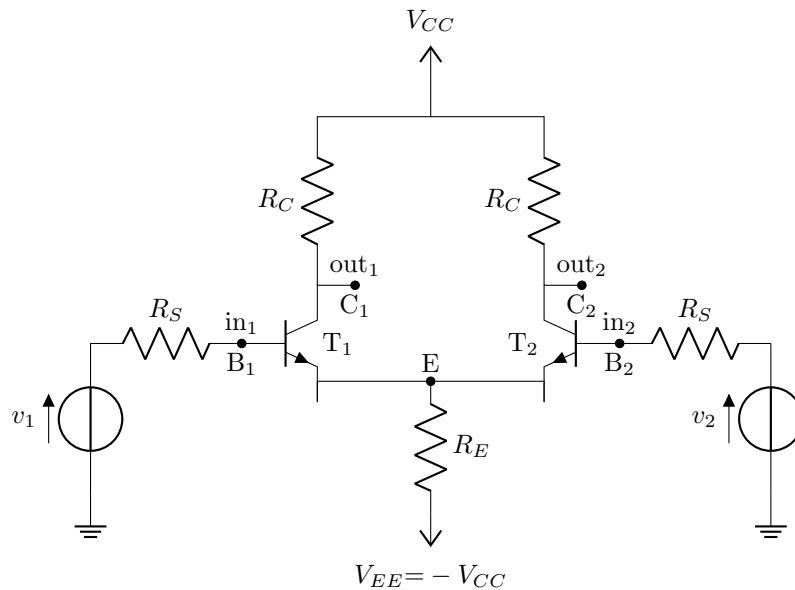 V_CC
R_C
R_C
out_1
out_2
C_1
C_2
R_S
R_S
in_1
in_2
T_1
T_2
B_1
E
B_2
v_1
v_2
R_E
V_EE = − V_CC